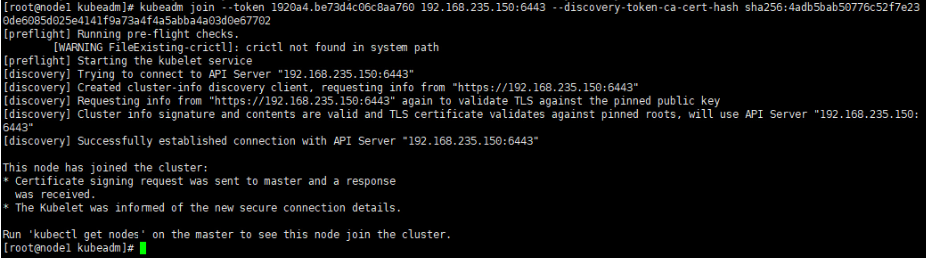 [root@node1 kubeadm]# kubeadm join --token 1920a4.be73d4c06c8aa760 192.168.235.150:6443 --discovery-token-ca-cert-hash sha256:4adb5bab50776c52f7e23
0de6085d025e4141f9a73a4f4a5abba4a03d0e67702
[preflight] Running pre-flight checks.
        [WARNING FileExisting-crictl]: crictl not found in system path
[preflight] Starting the kubelet service
[discovery] Trying to connect to API Server "192.168.235.150:6443"
[discovery] Created cluster-info discovery client, requesting info from "https://192.168.235.150:6443"
[discovery] Requesting info from "https://192.168.235.150:6443" again to validate TLS against the pinned public key
[discovery] Cluster info signature and contents are valid and TLS certificate validates against pinned roots, will use API Server "192.168.235.150:
6443"
[discovery] Successfully established connection with API Server "192.168.235.150:6443"
This node has joined the cluster:
* Certificate signing request was sent to master and a response
  was received.
* The Kubelet was informed of the new secure connection details.
Run 'kubectl get nodes' on the master to see this node join the cluster.
[root@node1 kubeadm]#